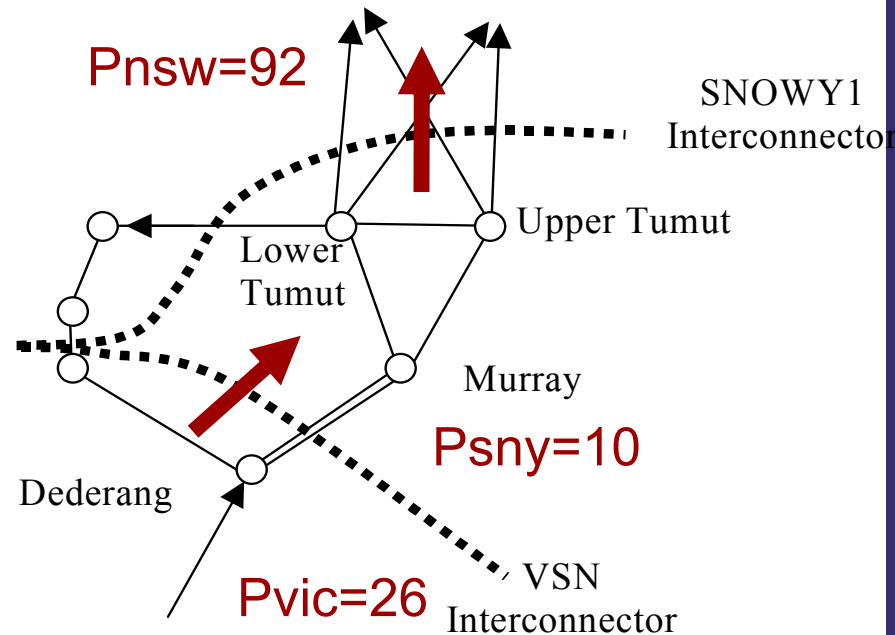 Pnsw=92
SNOWY1
Interconnector
Upper Tumut
Lower
Tumut
Murray
Psny=10
Dederang
VSN
Pvic=26
Interconnector